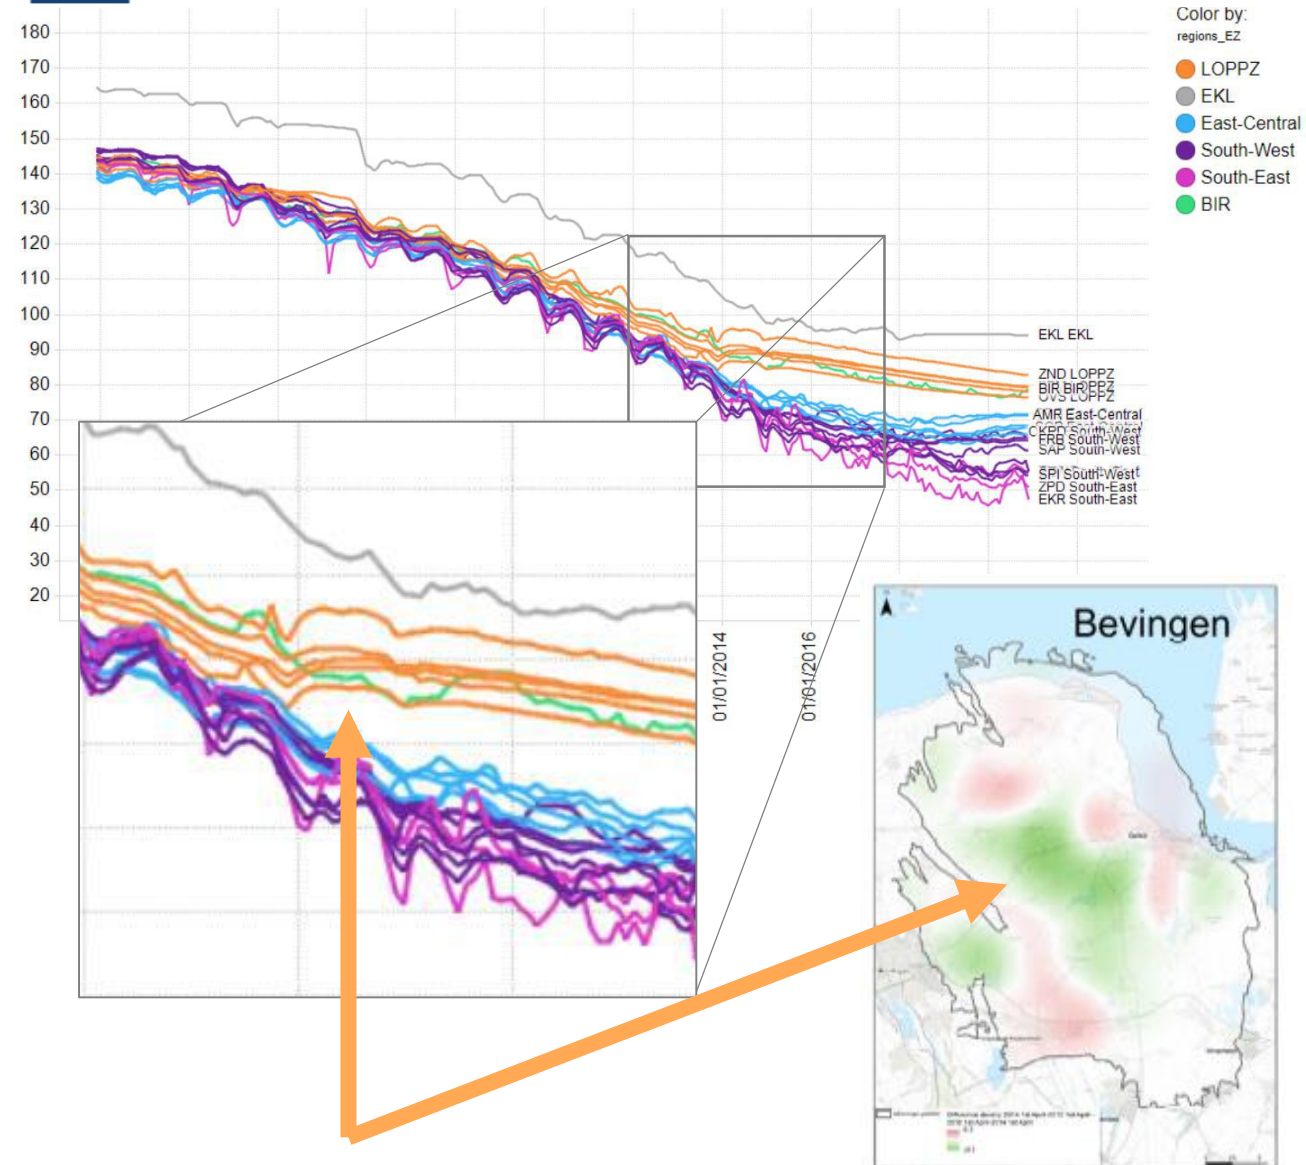 Color by:
regions_EZ
LOPPZ
EKL
East-Central
South-West
South-East
BIR
180
170
160
150
140
130
120
110
100
90
80
70
60
50
40
30
20
EKL EKL
ZND LOPPZ
BIR BIR
OVS LOPPZ
AMR East-Central
FRB South-West
SAP South-West
SPI South-West
ZPD South-East
EKR South-East
01/01/2014
01/01/2016
Bevingen